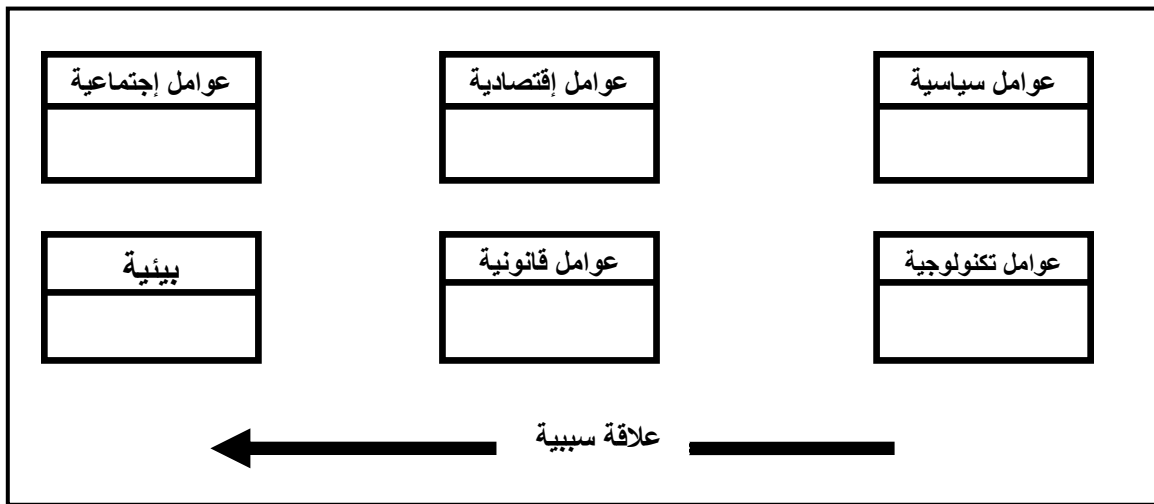 عوامل سياسية
عوامل إقتصادية
عوامل إجتماعية
عوامل تكنولوجية
عوامل قانونية
بيئية
علاقة سببية